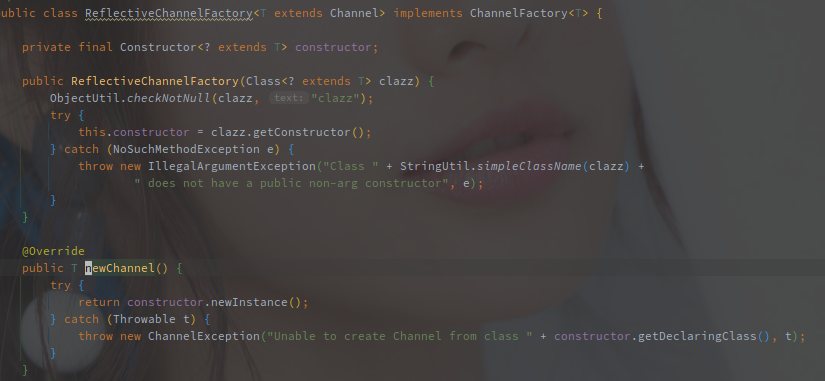 public class ReflectiveChannelFactory<T extends Channel> implements ChannelFactory<T> {
private final Constructor<? extends T> constructor;
public ReflectiveChannelFactory(Class<? extends T> clazz) {
ObjectUtil.checkNotNull(clazz, text: "clazz");
try {
this.constructor = clazz.getConstructor();
} catch (NoSuchMethodException e) {
throw new IllegalArgumentException("Class " + StringUtil.simpleClassName(clazz) +
" does not have a public non-arg constructor", e);
}
}
@Override
public T newChannel() {
try {
return constructor.newInstance();
} catch (Throwable t) {
throw new ChannelException("Unable to create Channel from class " + constructor.getDeclaringClass(), t);
}
}